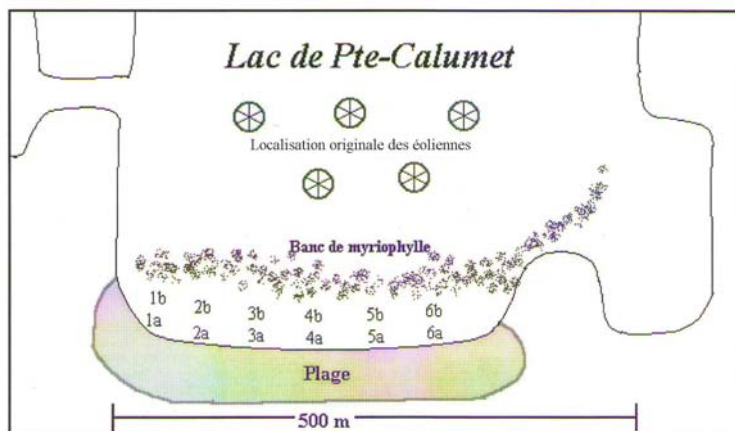 Lac de Pte-Calumet
Localisation originale des éoliennes
Banc de myriophylle
1b 2b 3b 4b 5b 6b
1a 2a 3a 4a 5a 6a
Plage
500 m